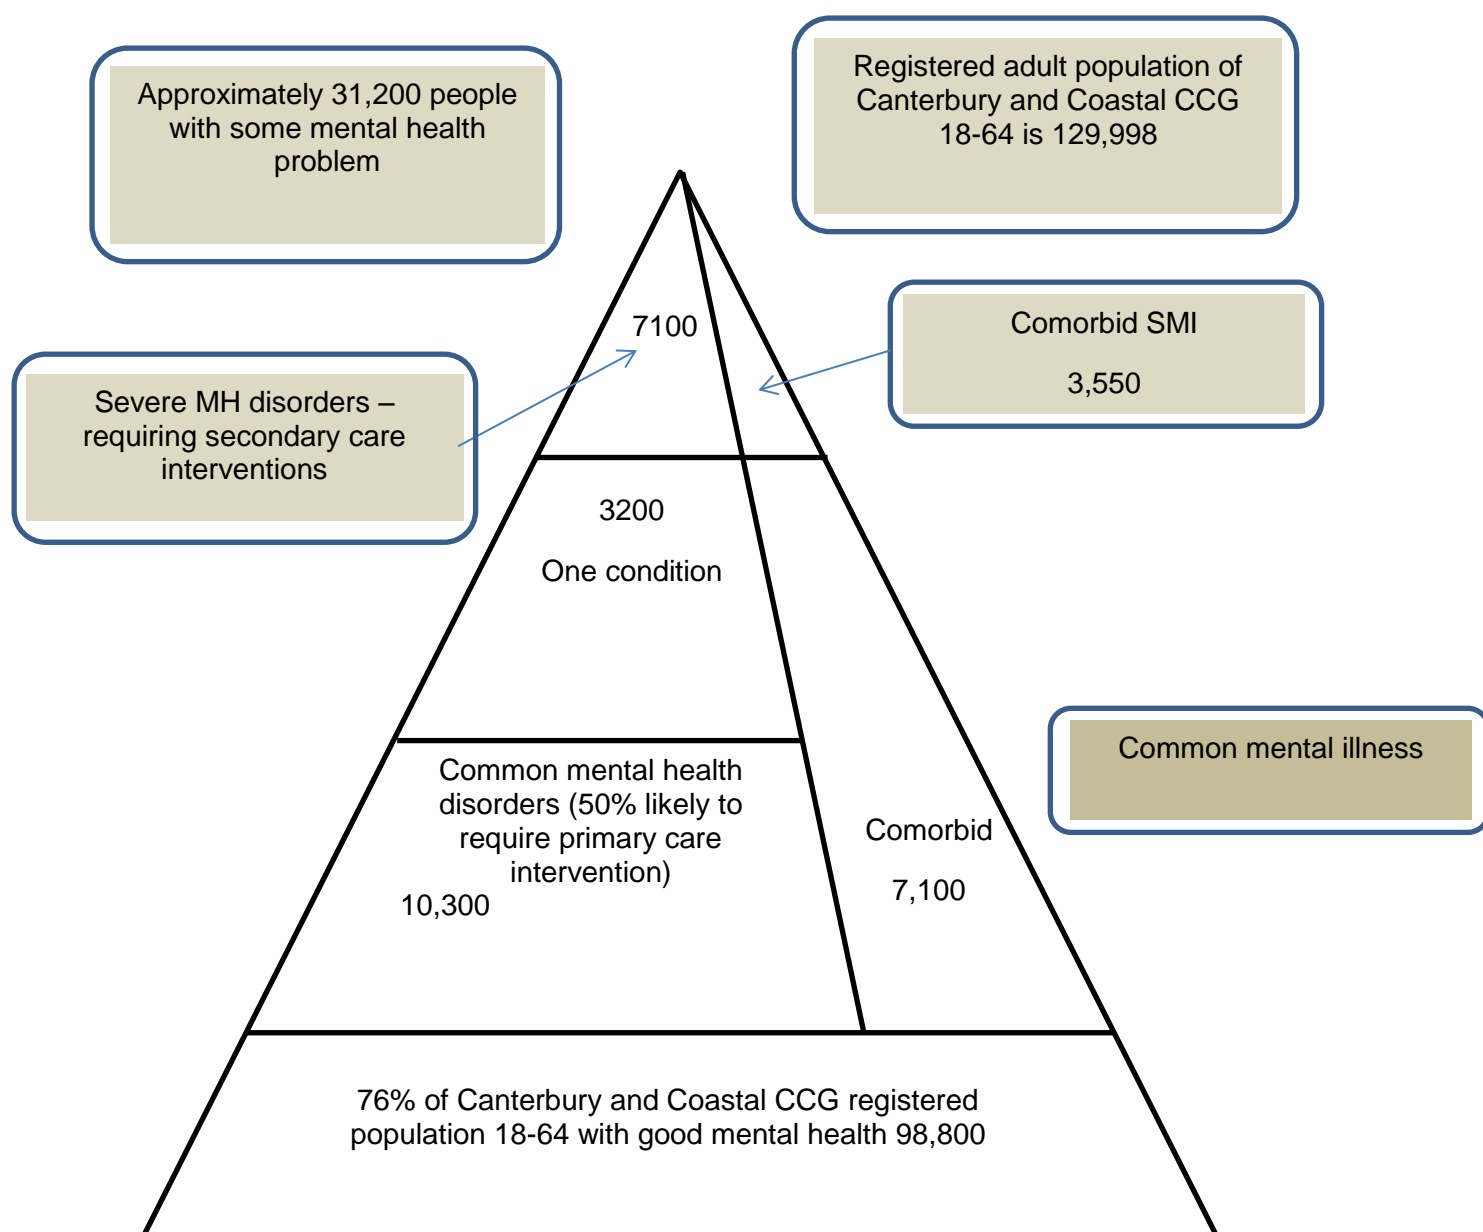 Approximately 31,200 people
with some mental health
problem
Registered adult population of
Canterbury and Coastal CCG
18-64 is 129,998
7100
Comorbid SMI
3,550
Severe MH disorders –
requiring secondary care
interventions
3200
One condition
Common mental illness
Common mental health
disorders (50% likely to
require primary care
intervention)
10,300
Comorbid
7,100
76% of Canterbury and Coastal CCG registered
population 18-64 with good mental health 98,800